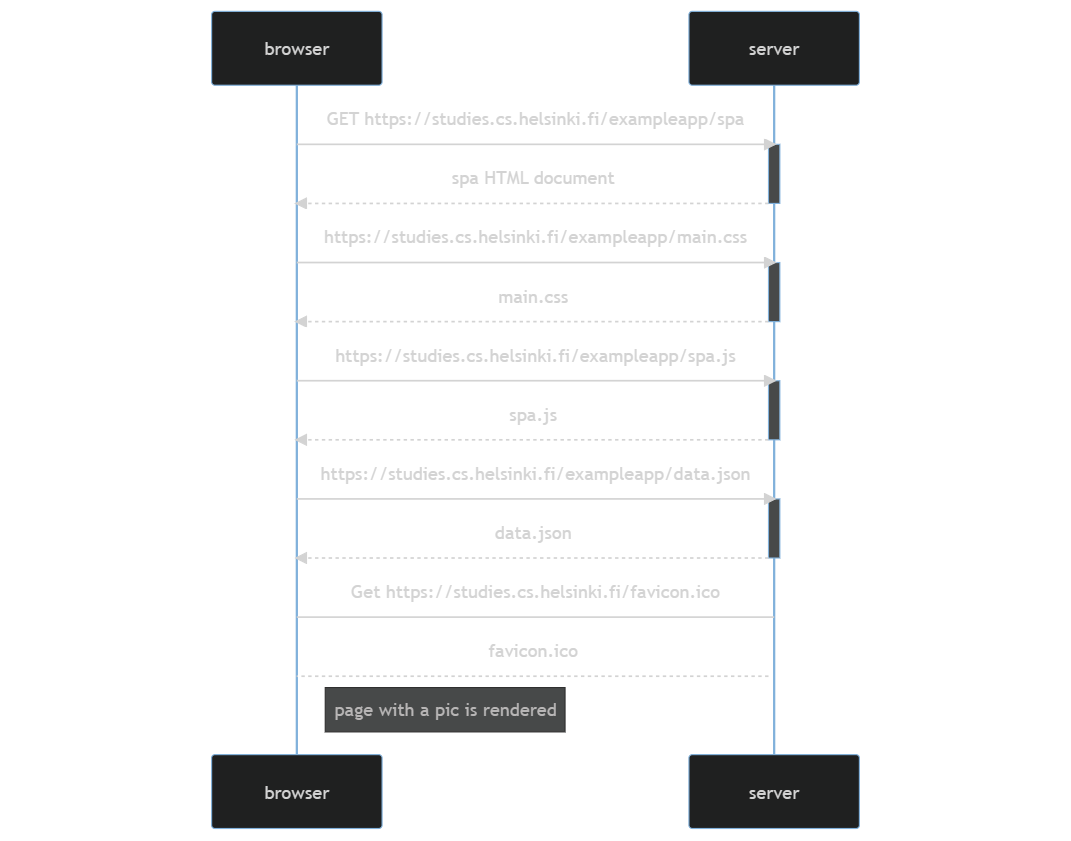 browser
server
GET https://studies.cs.helsinki.fi/exampleapp/spa
spa HTML document
https://studies.cs.helsinki.fi/exampleapp/main.css
main.css
https://studies.cs.helsinki.fi/exampleapp/spa.js
spa.js
https://studies.cs.helsinki.fi/exampleapp/data.json
data.json
Get https://studies.cs.helsinki.fi/favicon.ico
favicon.ico
page with a pic is rendered
browser
server